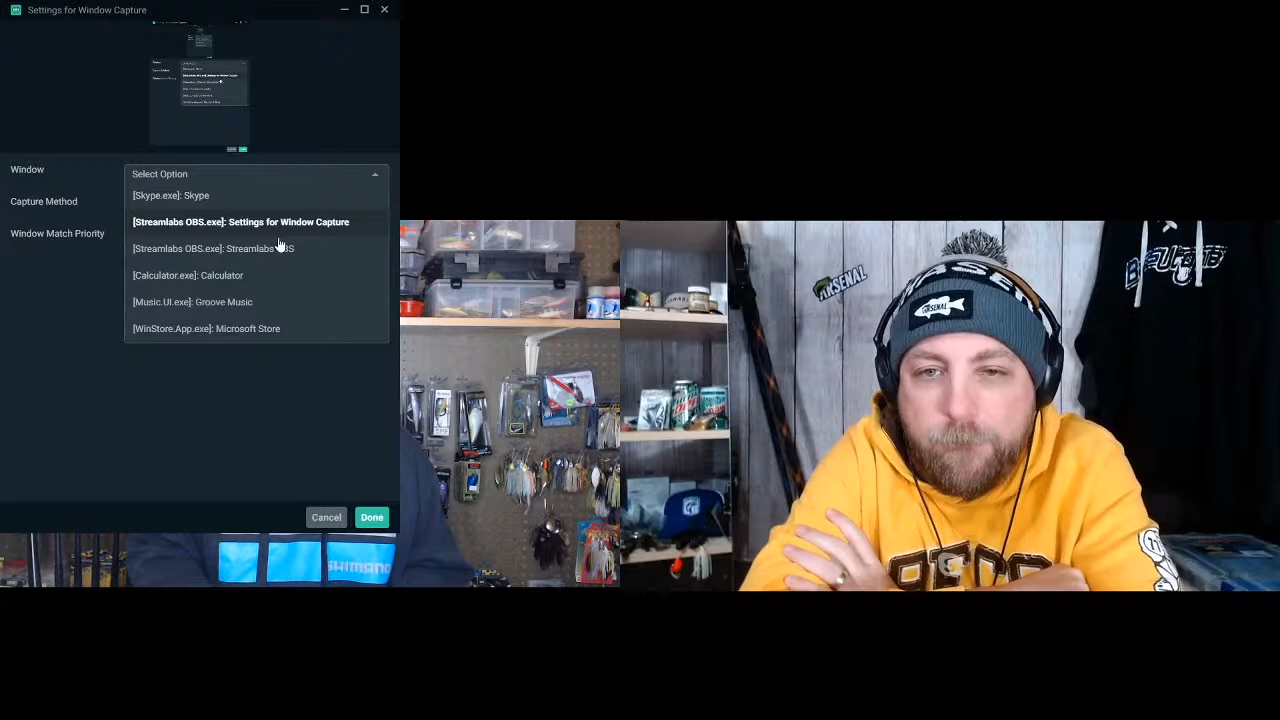 Settings for Window Capture
Window
Select Option
[Skype.exe]: Skype
Capture Method
[Streamlabs OBS.exe]: Settings for Window Capture
Window Match Priority
[Streamlabs OBS.exe]: Streamlabs
[Calculator.exe]: Calculator
[Music.UI.exe]: Groove Music
[WinStore.App.exe]: Microsoft Store
Cancel
Done
SHIMANO
ARSENAL
ARSENAL